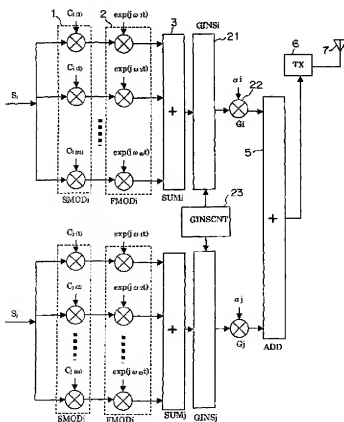 1
2
3
GINSi
21
6
TX
7
Ci(1)
exp(jω1t)
Ci(2)
exp(jω2t)
Si
+
αi
22
Gi
5
Ci(m)
exp(jωmt)
SMODi
FMODi
SUMi
23
GINSCNT
+
Cj(1)
exp(jω1t)
Cj(2)
exp(jω2t)
Sj
+
αj
Gj
ADD
Cj(m)
exp(jωmt)
SMODj
FMODj
SUMj
GINSj